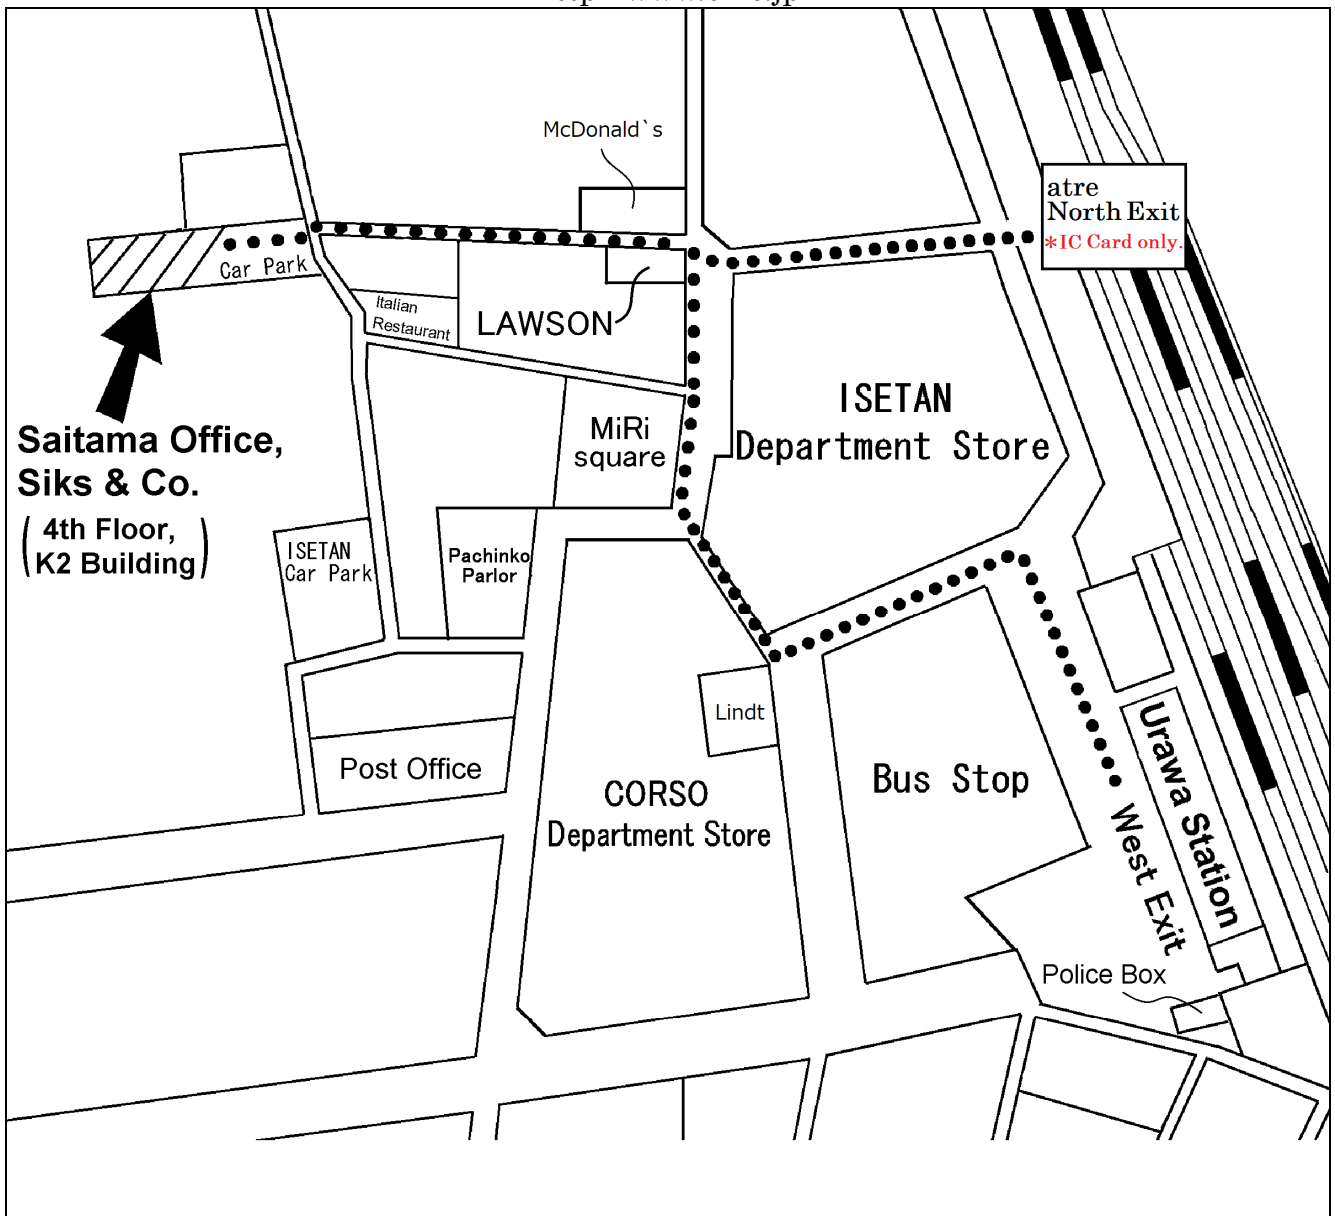 McDonald`s
atre
North Exit
*IC Card only.
Car Park
Italian
Restaurant
LAWSON
ISETAN
Department Store
MiRi
square
Saitama Office,
Siks & Co.
(4th Floor,
K2 Building)
ISETAN
Car Park
Pachinko
Parlor
Lindt
Post Office
CORSO
Department Store
Bus Stop
Urawa Station
West Exit
Police Box